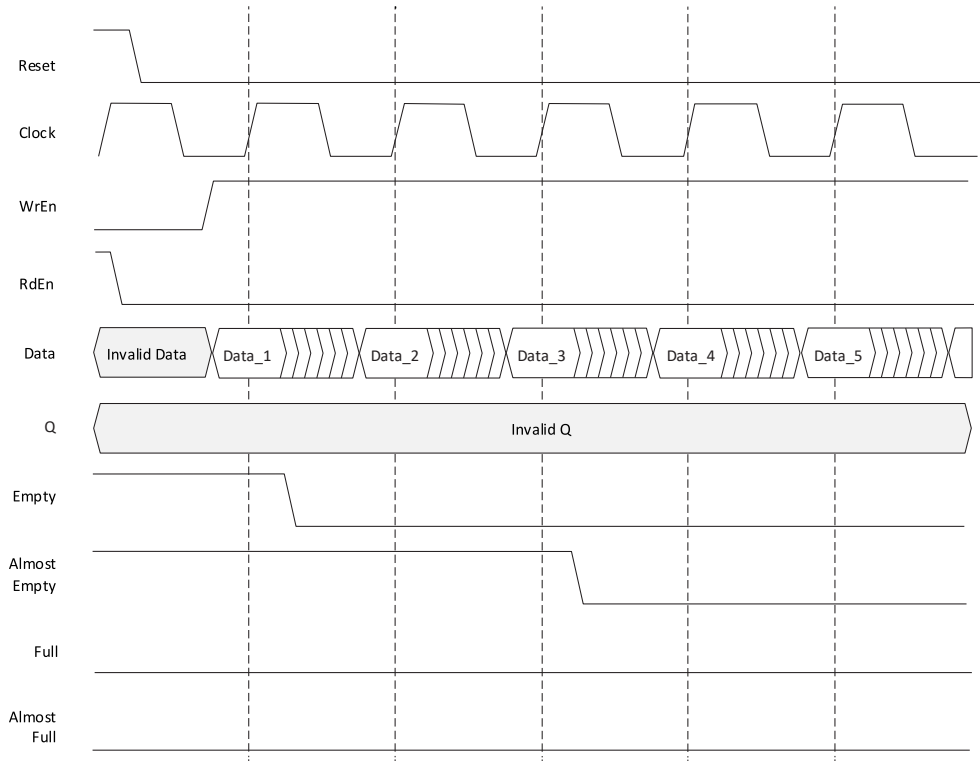 Reset
Clock
WrEn
RdEn
Data
Invalid Data
Data_1
Data_2
Data_3
Data_4
Data_5
Q
Invalid Q
Empty
Almost
Empty
Full
Almost
Full